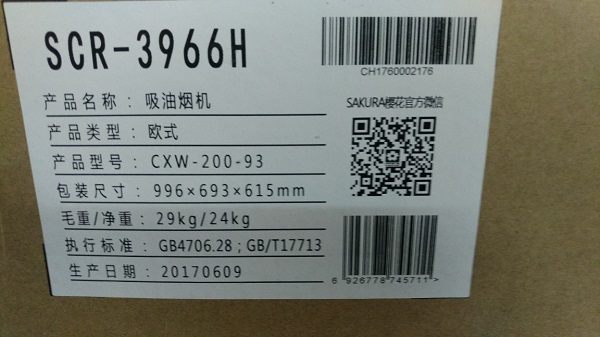 SCR-3966H
CH1760002176
产品名称：吸油烟机
SAKURA樱花官方微信
产品类型：欧式
产品型号：CXW-200-93
包装尺寸：996×693×615mm
毛重/净重：29kg/24kg
执行标准：GB4706.28；GB/T17713
生产日期：20170609
6 926778 745711>